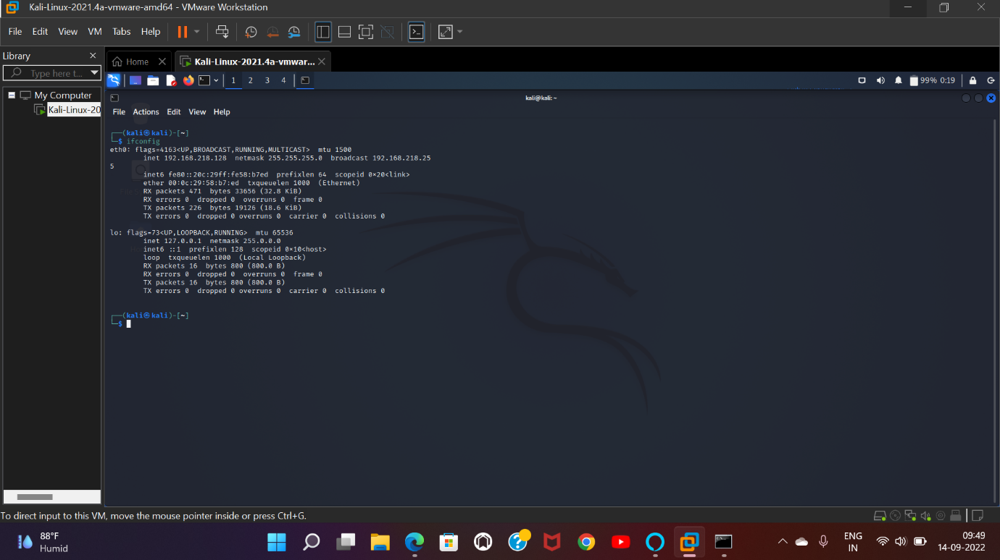 Kali-Linux-2021.4a-vmware-amd64 - VMware Workstation
File Edit View VM Tabs Help
Library
Type here t...
Home
Kali-Linux-2021.4a-vmwar...
My Computer
Kali-Linux-20
1 2 3 4
99% 0:19
kali@kali: ~
File Actions Edit View Help
┌──(kali㉿kali)-[~]
└─$ ifconfig
eth0: flags=4163<UP,BROADCAST,RUNNING,MULTICAST>  mtu 1500
        inet 192.168.218.128  netmask 255.255.255.0  broadcast 192.168.218.25
5
        inet6 fe80::20c:29ff:fe58:b7ed  prefixlen 64  scopeid 0×20<link>
        ether 00:0c:29:58:b7:ed  txqueuelen 1000  (Ethernet)
        RX packets 471  bytes 33656 (32.8 KiB)
        RX errors 0  dropped 0  overruns 0  frame 0
        TX packets 226  bytes 19126 (18.6 KiB)
        TX errors 0  dropped 0 overruns 0  carrier 0  collisions 0
lo: flags=73<UP,LOOPBACK,RUNNING>  mtu 65536
        inet 127.0.0.1  netmask 255.0.0.0
        inet6 ::1  prefixlen 128  scopeid 0×10<host>
        loop  txqueuelen 1000  (Local Loopback)
        RX packets 16  bytes 800 (800.0 B)
        RX errors 0  dropped 0  overruns 0  frame 0
        TX packets 16  bytes 800 (800.0 B)
        TX errors 0  dropped 0 overruns 0  carrier 0  collisions 0
┌──(kali㉿kali)-[~]
└─$
To direct input to this VM, move the mouse pointer inside or press Ctrl+G.
88°F
Humid
ENG
IN
09:49
14-09-2022